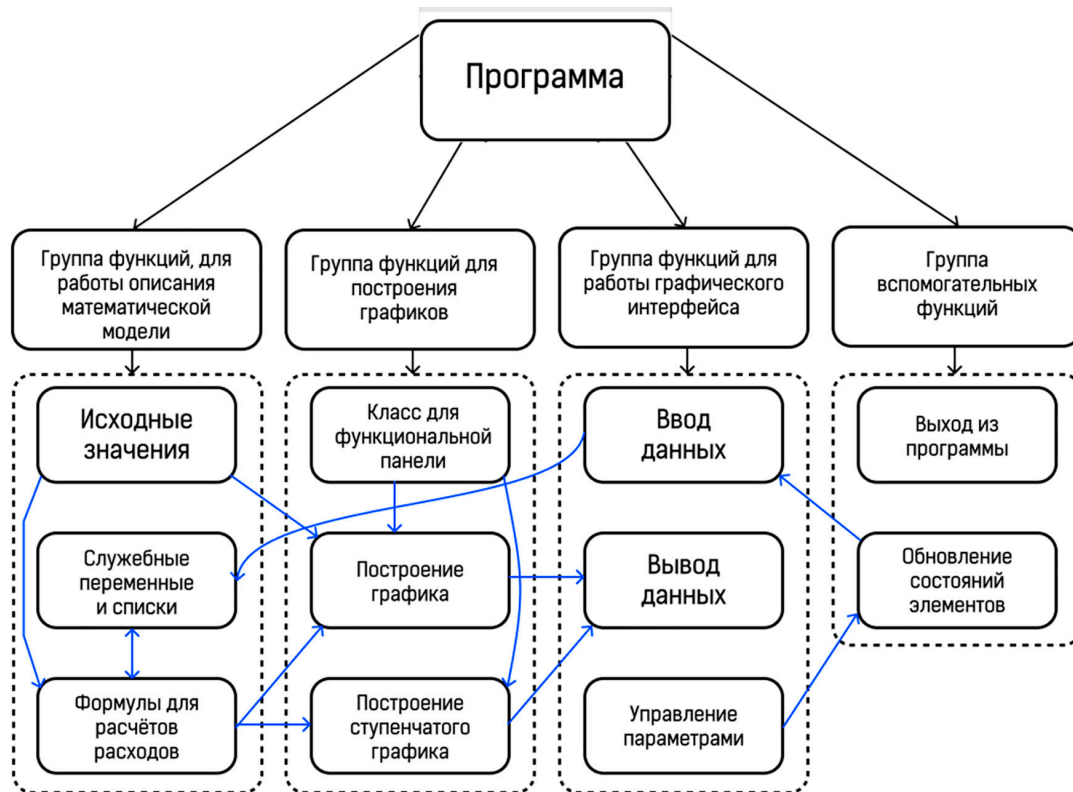 Программа
Группа функций, для
работы описания
математической
модели
Группа функций для
построения
графиков
Группа функций для
работы графического
интерфейса
Группа
вспомогательных
функций
Исходные
значения
Служебные
переменные
и списки
Формулы для
расчётов
расходов
Класс для
функциональной
панели
Построение
графика
Построение
ступенчатого
графика
Ввод
данных
Вывод
данных
Управление
параметрами
Выход из
программы
Обновление
состояний
элементов